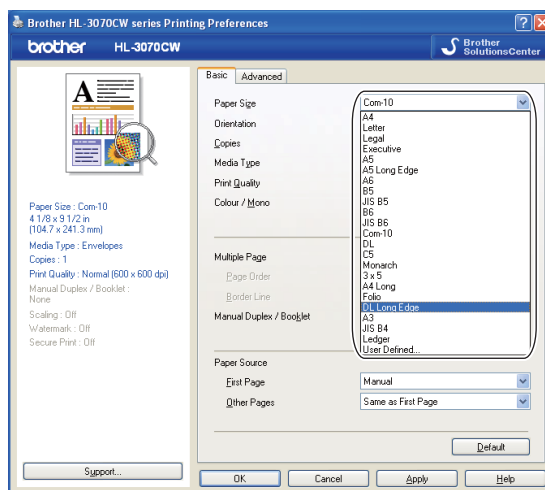 Brother HL-3070CW series Printing Preferences
brother HL-3070CW
Brother
SolutionsCenter
A
Paper Size : Com-10
4 1/8 x 9 1/2 in
(104.7 x 241.3 mm)
Media Type : Envelopes
Copies : 1
Print Quality : Normal (600 x 600 dpi)
Manual Duplex / Booklet :
None
Scaling : Off
Watermark : Off
Secure Print : Off
Support...
Basic Advanced
Paper Size Com-10
Orientation
Copies
Media Type
Print Quality
Colour / Mono
A4
Letter
Legal
Executive
A5
A5 Long Edge
A6
B5
JIS B5
B6
JIS B6
Com-10
DL
C5
Monarch
3 x 5
A4 Long
Folio
DL Long Edge
A3
JIS B4
Ledger
User Defined...
Multiple Page
Page Order
Border Line
Manual Duplex / Booklet
Paper Source
First Page Manual
Other Pages Same as First Page
Default
OK Cancel Apply Help